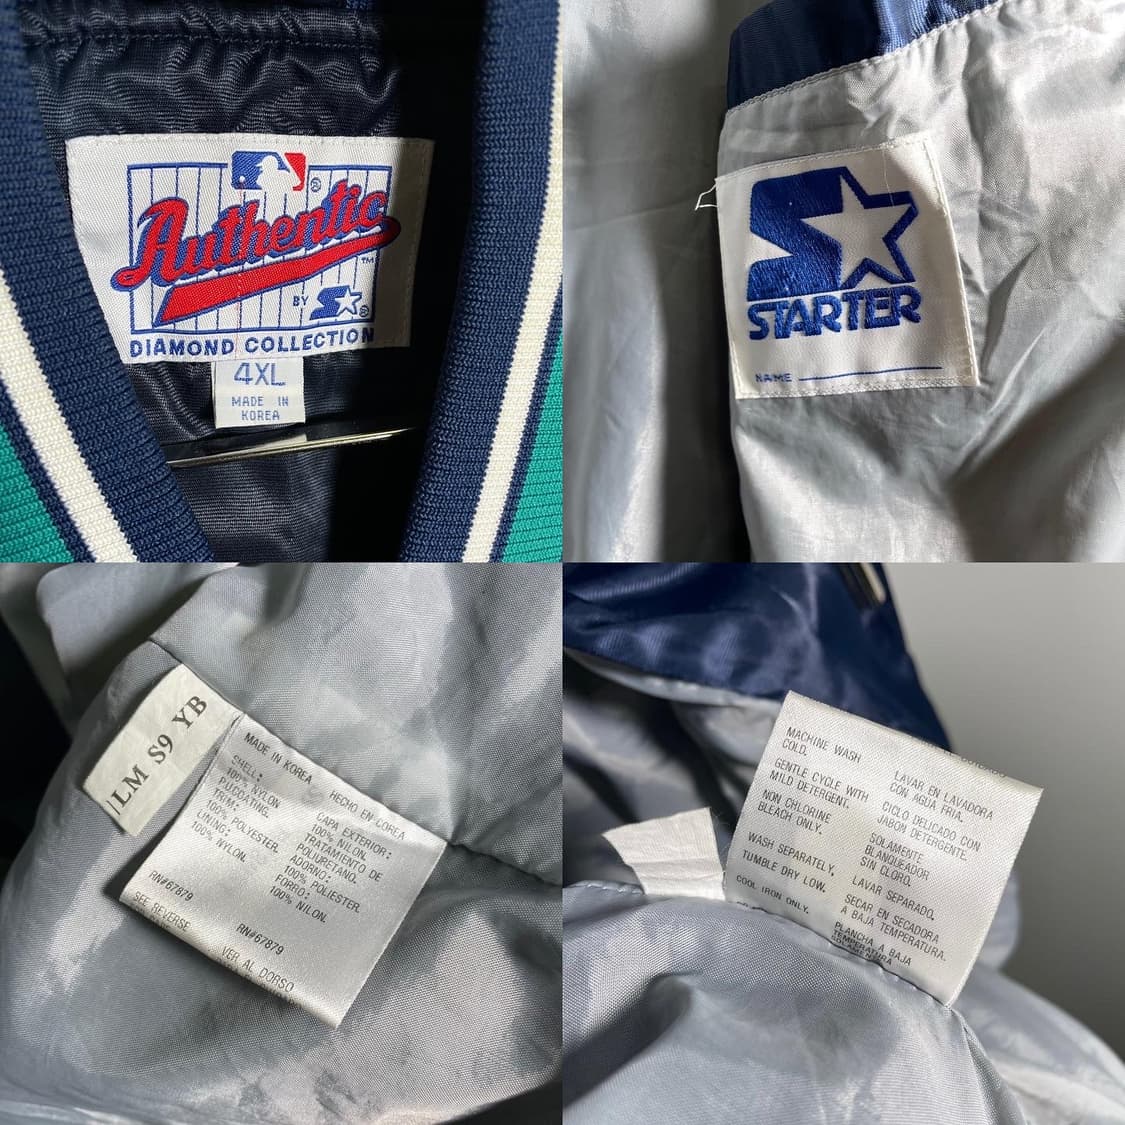 Authentic
TM
BY
DIAMOND COLLECTION
4XL
MADE IN
KOREA
STARTER
NAME
LM S9 YB
MADE IN KOREA
SHELL:
100% NYLON
PU:COATING.
TRIM:
100% POLYESTER.
LINING:
100% NYLON.
RN#67879
SEE REVERSE
HECHO EN COREA
CAPA EXTERIOR:
100% NILON.
TRATAMIENTO DE
POLIURETANO.
ADORNO:
100% POLIESTER.
FORRO:
100% NILON.
RN#67879
VER AL DORSO
MACHINE WASH
COLD.
GENTLE CYCLE WITH
MILD DETERGENT.
NON CHLORINE
BLEACH ONLY.
WASH SEPARATELY.
TUMBLE DRY LOW.
COOL IRON ONLY.
LAVAR EN LAVADORA
CON AGUA FRIA.
CICLO DELICADO CON
JABON DETERGENTE.
SOLAMENTE
BLANQUEADOR
SIN CLORO.
LAVAR SEPARADO.
SECAR EN SECADORA
A BAJA TEMPERATURA.
PLANCHA A BAJA
TEMPERATURA